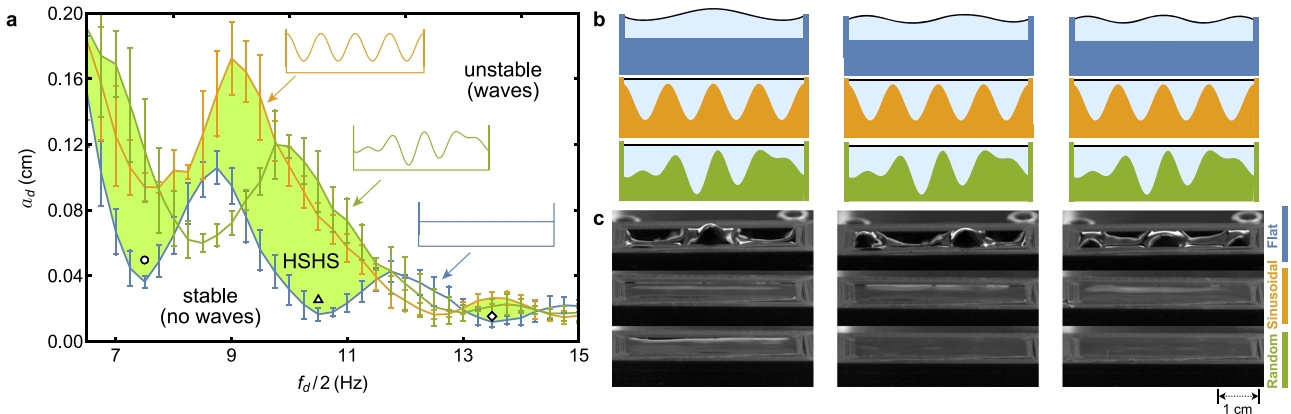 a
b
0.20
0.16
0.12
0.08
0.04
0.00
a_d (cm)
unstable
(waves)
HSHS
stable
(no waves)
7 9 11 13 15
f_d/2 (Hz)
c
Flat
Sinusoidal
Random
1 cm